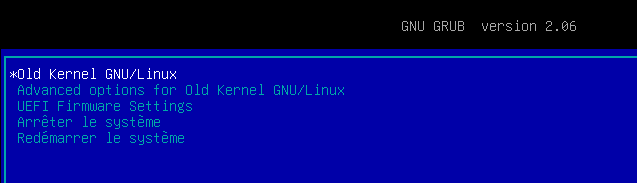 GNU GRUB version 2.06
*Old Kernel GNU/Linux
Advanced options for Old Kernel GNU/Linux
UEFI Firmware Settings
Arrêter le système
Redémarrer le système